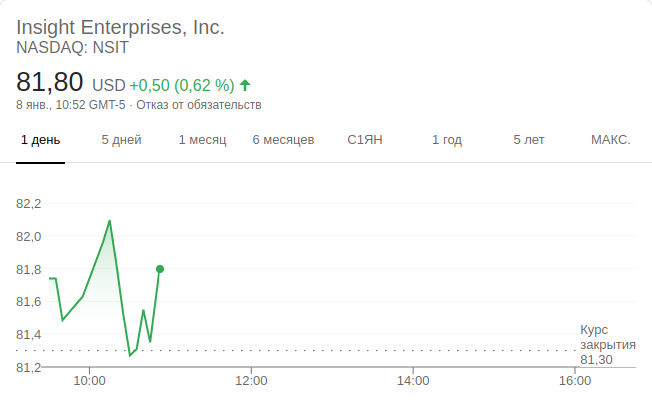 Insight Enterprises, Inc.
NASDAQ: NSIT
81,80 USD +0,50 (0,62 %)
8 янв., 10:52 GMT-5 · Отказ от обязательств
1 день 5 дней 1 месяц 6 месяцев С1ЯН 1 год 5 лет МАКС.
82,2
82,0
81,8
81,6
81,4
81,2
Курс
закрытия
81,30
10:00 12:00 14:00 16:00